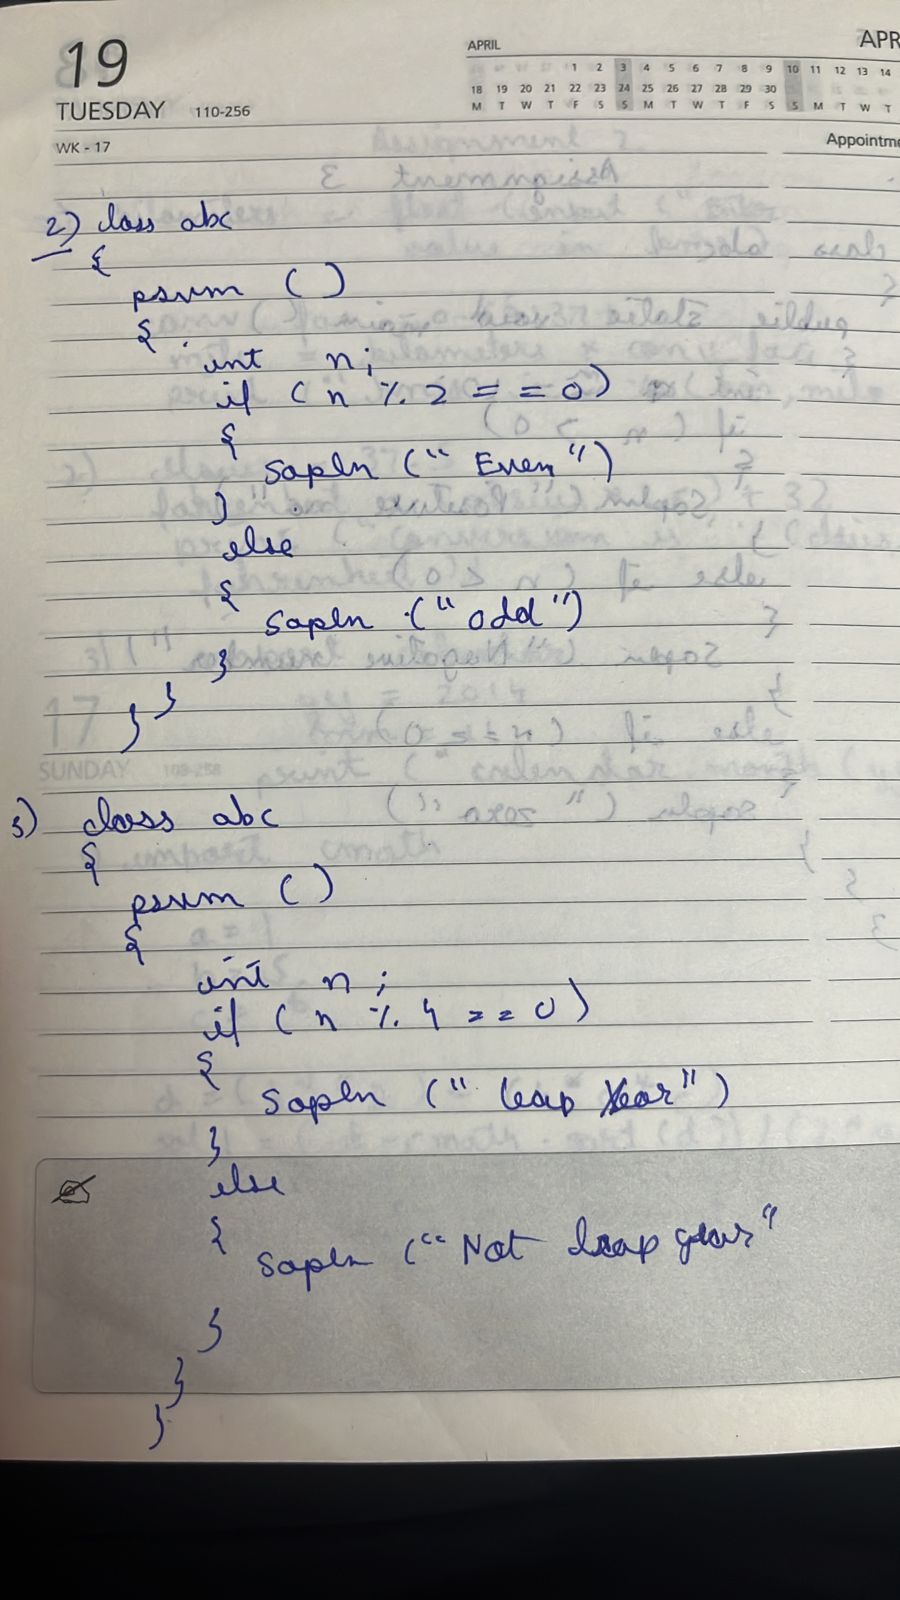 19
TUESDAY 110-256
WK - 17
APRIL
1 2 3 4 5 6 7 8 9 10 11 12 13 14
18 19 20 21 22 23 24 25 26 27 28 29 30
M T W T F S S M T W T F S S M T W T
APR
Appointme
2) class abc
{
psvm ( )
{
int n;
if ( n % 2 = = 0)
{
Sopln (" Even ")
}
else
{
Sopln (" odd ")
}
}
}
17
SUNDAY
3) class abc
{
psvm ( )
{
int n ;
if ( n % 4 == 0 )
{
Sopln (" leap Year")
}
else
{
Sopln (" Not leap year"
}
}
}